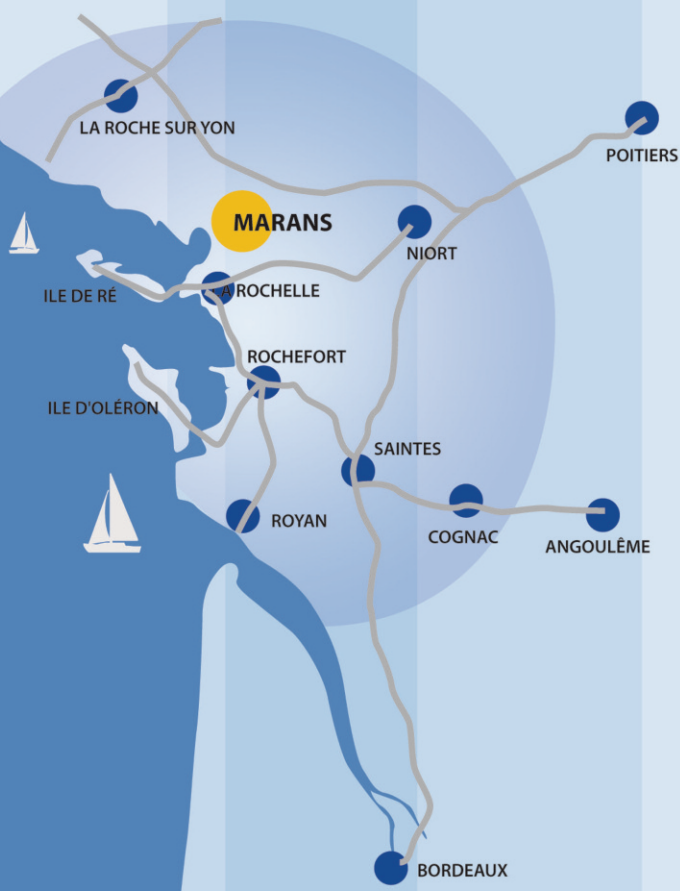 LA ROCHE SUR YON
POITIERS
MARANS
NIORT
ILE DE RÉ
LA ROCHELLE
ROCHEFORT
ILE D'OLÉRON
SAINTES
ROYAN
COGNAC
ANGOULÊME
BORDEAUX